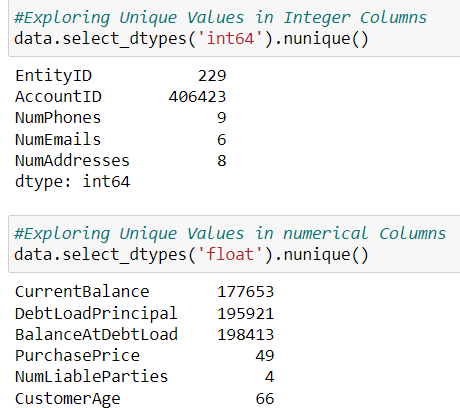 #Exploring Unique Values in Integer Columns
data.select_dtypes('int64').nunique()
EntityID 229
AccountID 406423
NumPhones 9
NumEmails 6
NumAddresses 8
dtype: int64
#Exploring Unique Values in numerical Columns
data.select_dtypes('float').nunique()
CurrentBalance 177653
DebtLoadPrincipal 195921
BalanceAtDebtLoad 198413
PurchasePrice 49
NumLiableParties 4
CustomerAge 66